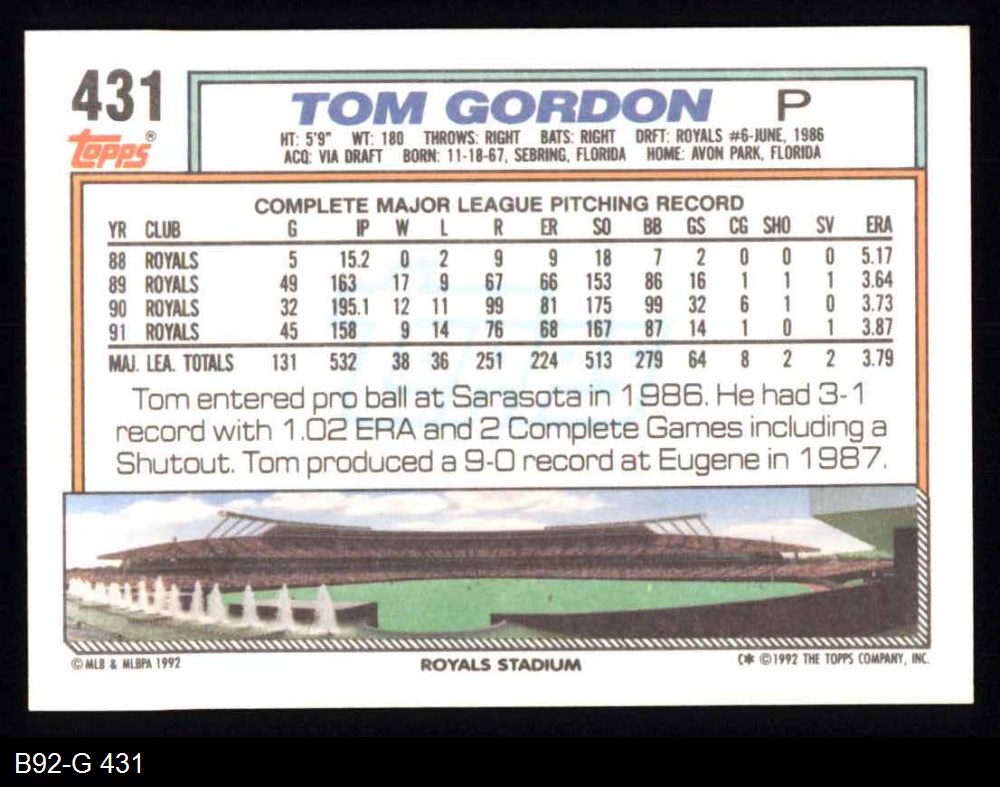 431
topps®
TOM GORDON P
HT: 5'9" WT: 180 THROWS: RIGHT BATS: RIGHT DRFT: ROYALS #6-JUNE, 1986
ACQ: VIA DRAFT BORN: 11-18-67, SEBRING, FLORIDA HOME: AVON PARK, FLORIDA
COMPLETE MAJOR LEAGUE PITCHING RECORD
YR CLUB G IP W L R ER SO BB GS CG SHO SV ERA
88 ROYALS 5 15.2 0 2 9 9 18 7 2 0 0 0 5.17
89 ROYALS 49 163 17 9 67 66 153 86 16 1 1 1 3.64
90 ROYALS 32 195.1 12 11 99 81 175 99 32 6 1 0 3.73
91 ROYALS 45 158 9 14 76 68 167 87 14 1 0 1 3.87
MAJ. LEA. TOTALS 131 532 38 36 251 224 513 279 64 8 2 2 3.79
Tom entered pro ball at Sarasota in 1986. He had 3-1
record with 1.02 ERA and 2 Complete Games including a
Shutout. Tom produced a 9-0 record at Eugene in 1987.
© MLB & MLBPA 1992 ROYALS STADIUM C* © 1992 THE TOPPS COMPANY, INC.
B92-G 431